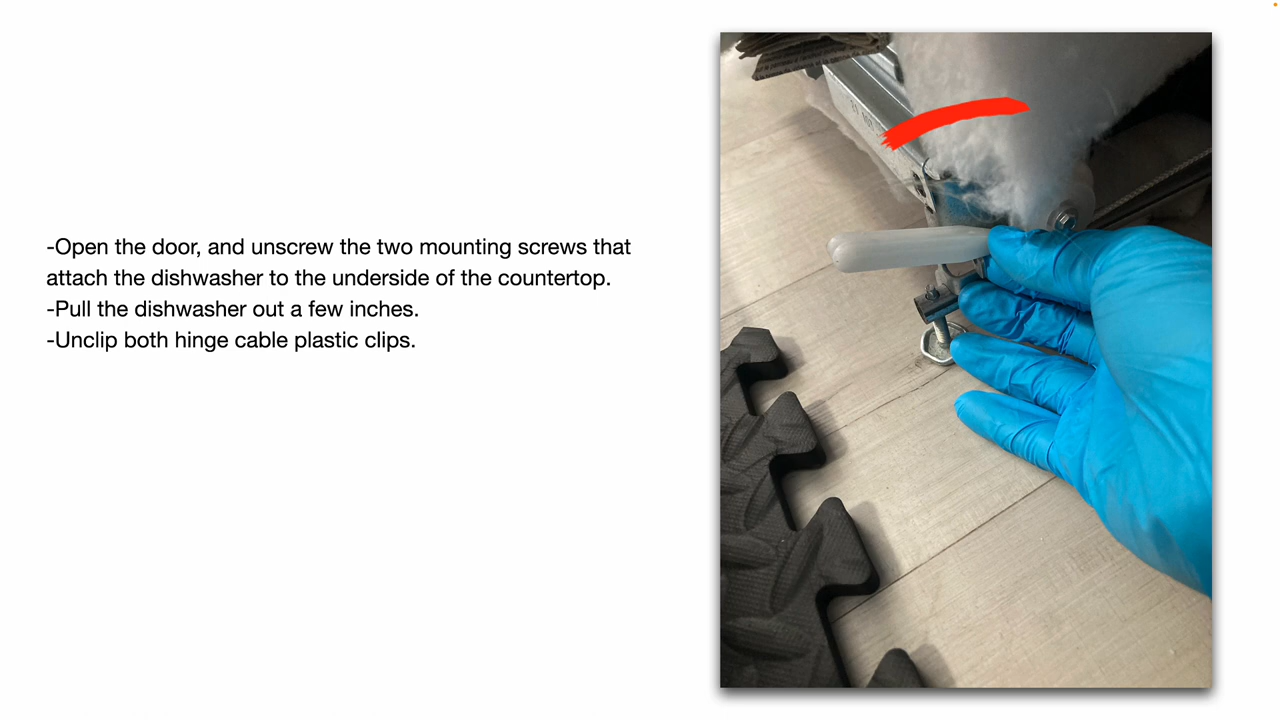 -Open the door, and unscrew the two mounting screws that
attach the dishwasher to the underside of the countertop.
-Pull the dishwasher out a few inches.
-Unclip both hinge cable plastic clips.